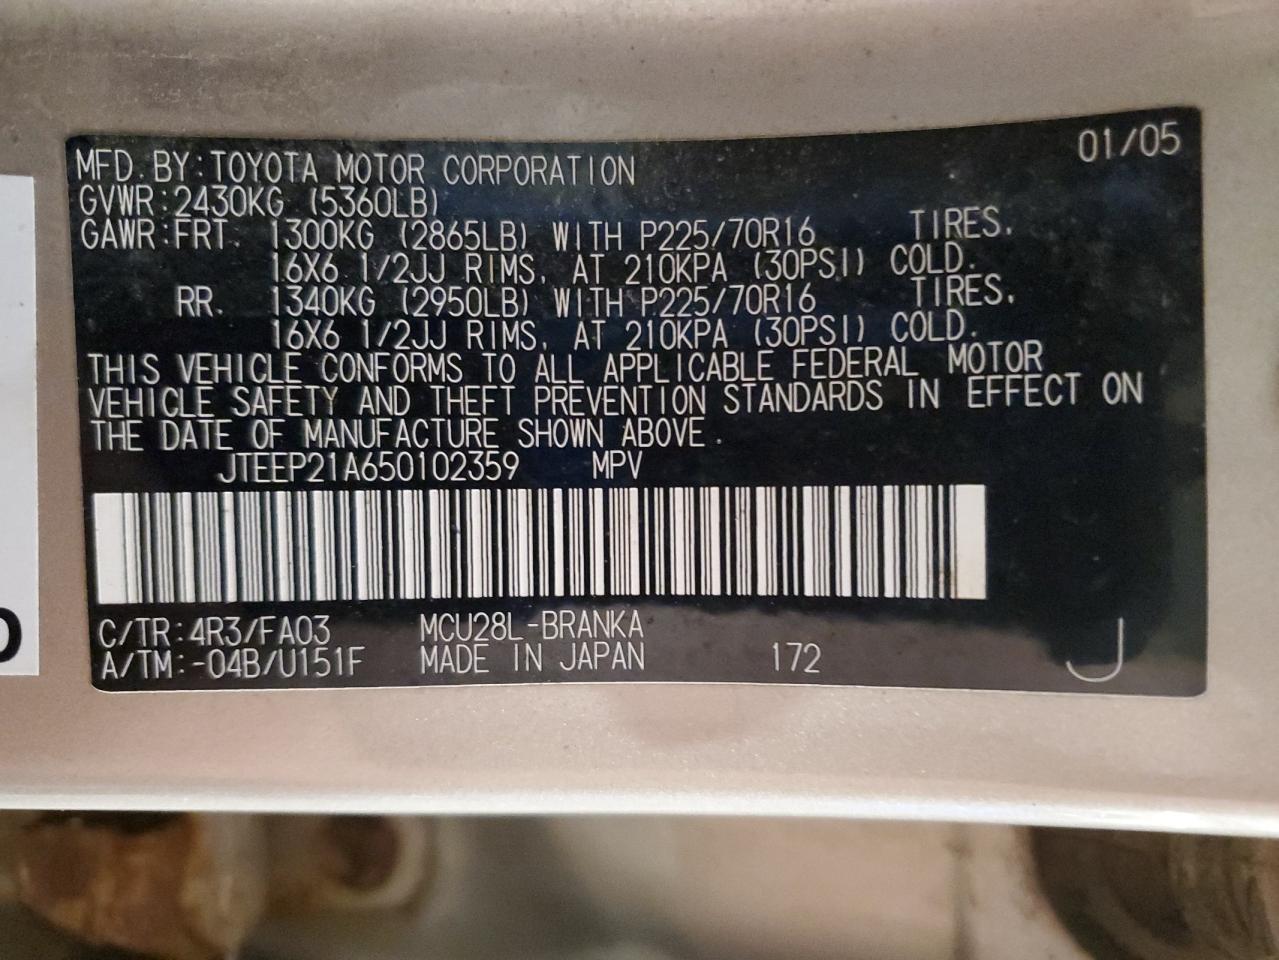 01/05
MFD. BY: TOYOTA MOTOR CORPORATION
GVWR: 2430KG (5360LB)
GAWR: FRT. 1300KG (2865LB) WITH P225/70R16 TIRES.
16X6 1/2JJ RIMS, AT 210KPA (30PSI) COLD.
RR. 1340KG (2950LB) WITH P225/70R16 TIRES.
16X6 1/2JJ RIMS, AT 210KPA (30PSI) COLD.
THIS VEHICLE CONFORMS TO ALL APPLICABLE FEDERAL MOTOR
VEHICLE SAFETY AND THEFT PREVENTION STANDARDS IN EFFECT ON
THE DATE OF MANUFACTURE SHOWN ABOVE.
JTEEP21A650102359 MPV
C/TR: 4R3/FA03 MCU28L-BRANKA
A/TM: -04B/U151F MADE IN JAPAN 172 J